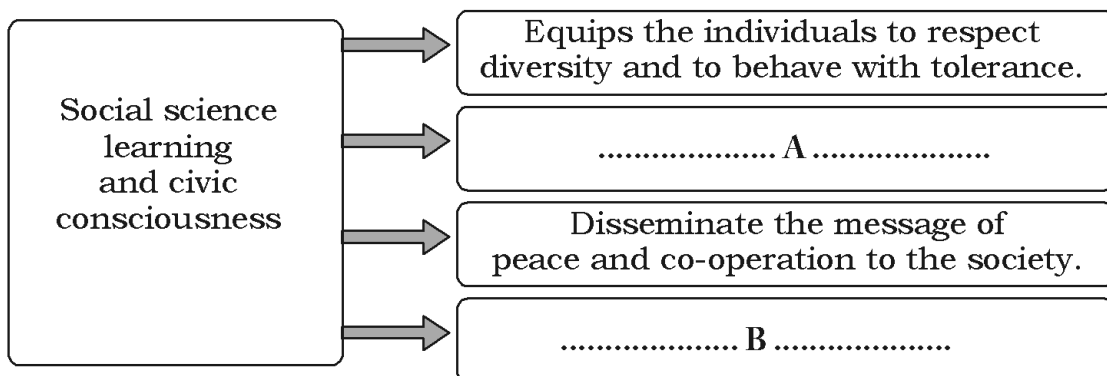 Social science
learning
and civic
consciousness
Equips the individuals to respect
diversity and to behave with tolerance.
..................... A .....................
Disseminate the message of
peace and co-operation to the society.
..................... B .....................